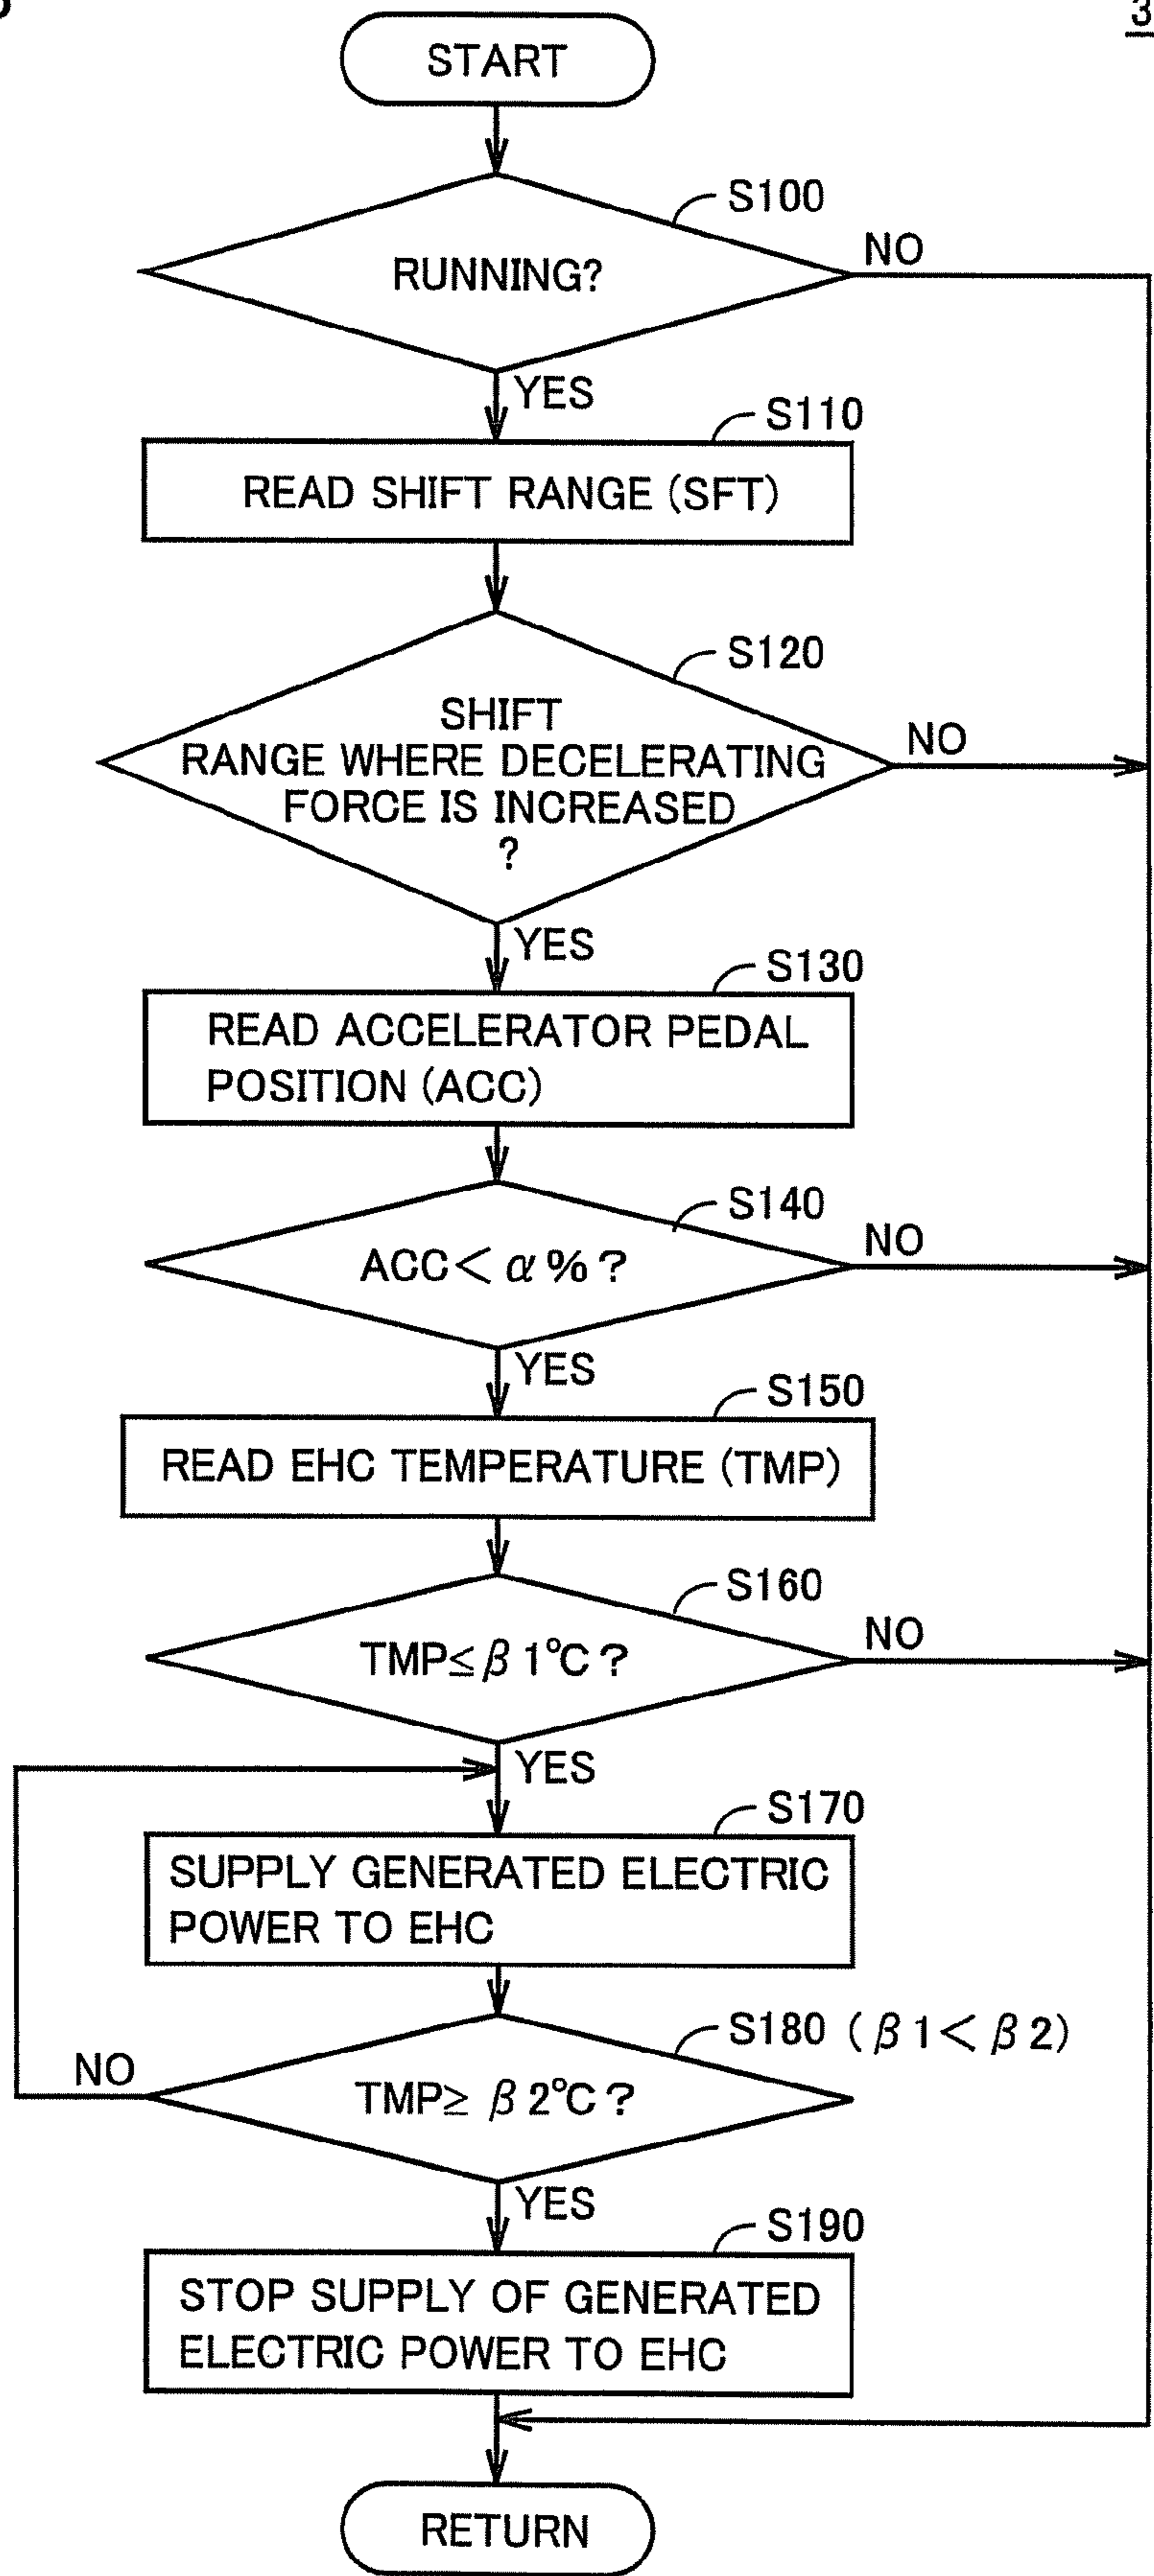 START
S100
RUNNING?
NO
YES
S110
READ SHIFT RANGE (SFT)
S120
SHIFT
RANGE WHERE DECELERATING
FORCE IS INCREASED
?
NO
YES
S130
READ ACCELERATOR PEDAL
POSITION (ACC)
S140
ACC< α %?
NO
YES
S150
READ EHC TEMPERATURE (TMP)
S160
TMP≤β 1℃?
NO
YES
S170
SUPPLY GENERATED ELECTRIC
POWER TO EHC
S180 (β 1< β 2)
TMP≥ β 2℃?
NO
YES
S190
STOP SUPPLY OF GENERATED
ELECTRIC POWER TO EHC
RETURN